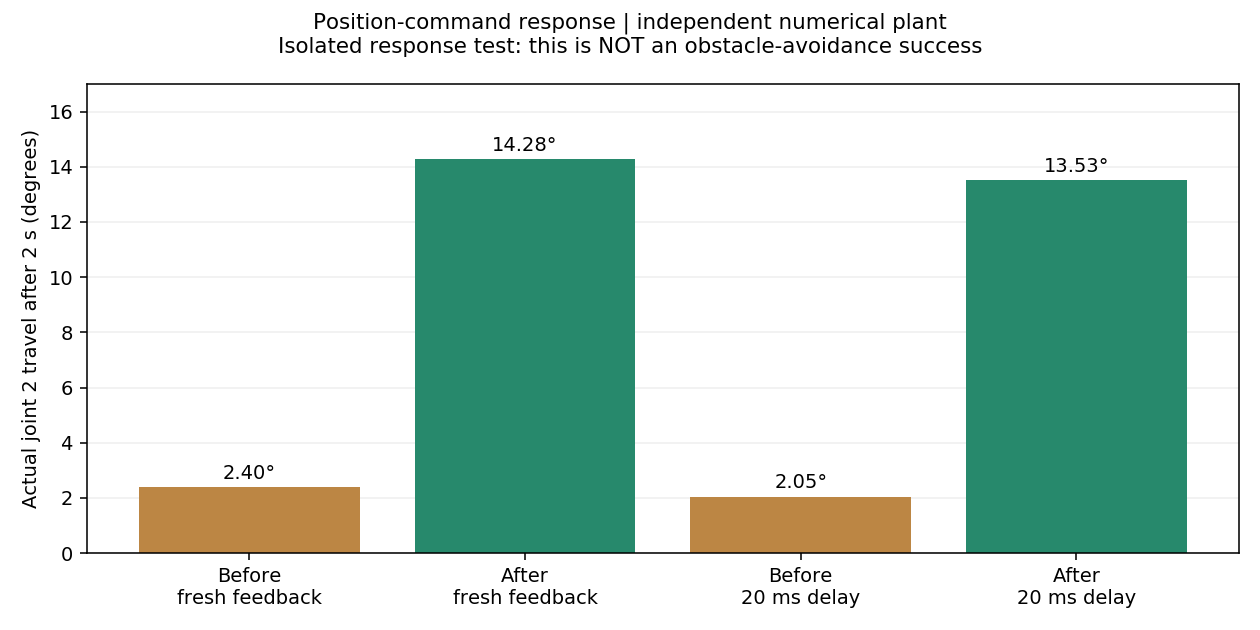 Position-command response | independent numerical plant
Isolated response test: this is NOT an obstacle-avoidance success
Actual joint 2 travel after 2 s (degrees)
16
14
12
10
8
6
4
2
0
2.40°
14.28°
2.05°
13.53°
Before
fresh feedback
After
fresh feedback
Before
20 ms delay
After
20 ms delay